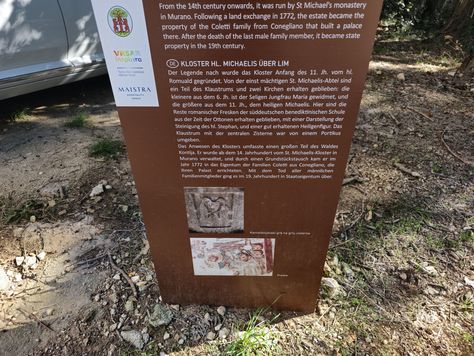 From the 14th century onwards, it was run by St Michael's monastery
in Murano. Following a land exchange in 1772, the estate became the
property of the Coletti family from Conegliano that built a palace
there. After the death of the last male family member, it became state
property in the 19th century.
VRSAR
inspiring
MAISTRA
DE KLOSTER HL. MICHAELIS ÜBER LIM
Der Legende nach wurde das Kloster Anfang des 11. Jh. vom hl.
Romuald gegründet. Von der einst mächtigen St. Michaelis-Abtei sind
ein Teil des Klaustrums und zwei Kirchen erhalten geblieben: die
kleinere aus dem 6. Jh. ist der Seligen Jungfrau Maria gewidmet, und
die größere aus dem 11. Jh., dem heiligen Michaelis. Hier sind die
Reste romanischer Fresken der süddeutschen benediktinischen Schule
aus der Zeit der Ottonen erhalten geblieben, mit einer Darstellung der
Steinigung des hl. Stephan, und einer gut erhaltenen Heiligenfigur. Das
Klaustrum mit der zentralen Zisterne war von einem Portikus
umgeben.
Das Anwesen des Klosters umfasste einen großen Teil des Waldes
Kontija. Er wurde ab dem 14. Jahrhundert vom St. Michaelis-Kloster in
Murano verwaltet, und durch einen Grundstückstausch kam er im
Jahr 1772 in das Eigentum der Familien Coletti aus Conegliano, die
ihren Palast errichteten. Mit dem Tod aller männlichen
Familienmitglieder ging es im 19. Jahrhundert in Staatseigentum über.
Kamaldoljanski grb na grlu cisterne
Freske